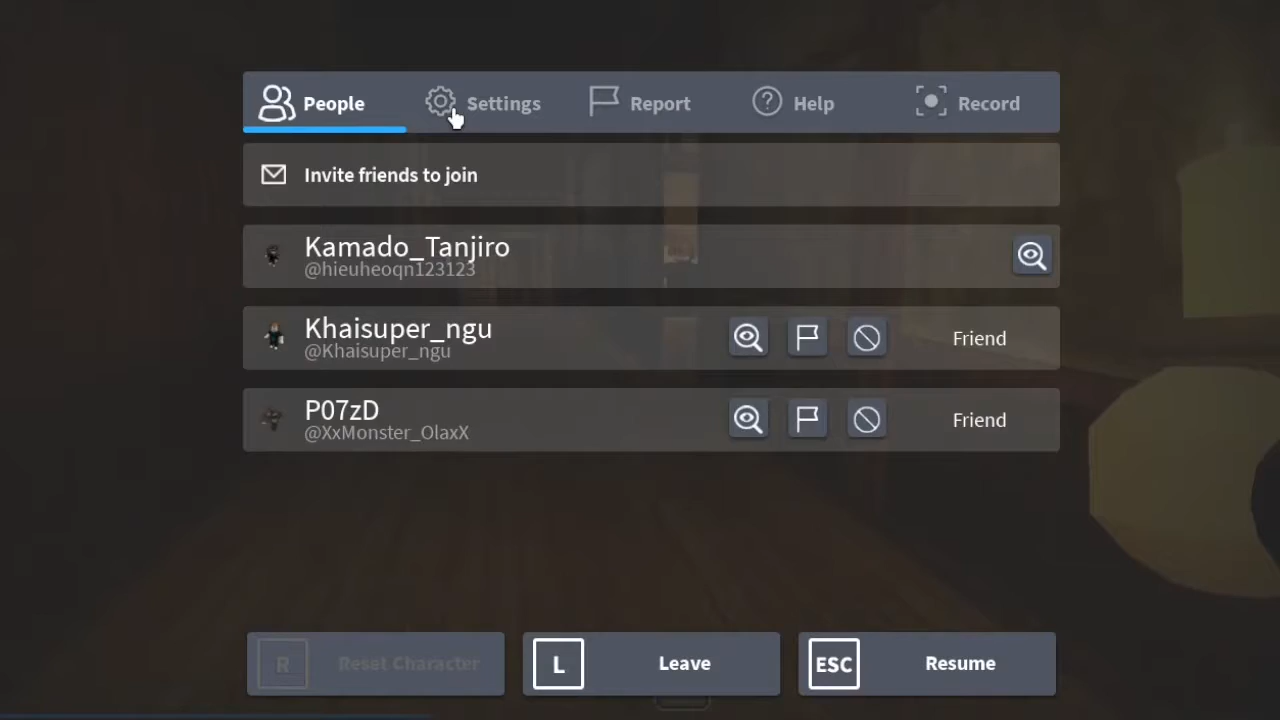 People
Settings
Report
Help
Record
Invite friends to join
Kamado_Tanjiro
@hieuheoqn123123
Khaisuper_ngu
@Khaisuper_ngu
Friend
P07zD
@XxMonster_OlaxX
Friend
R Reset Character
L Leave
ESC Resume